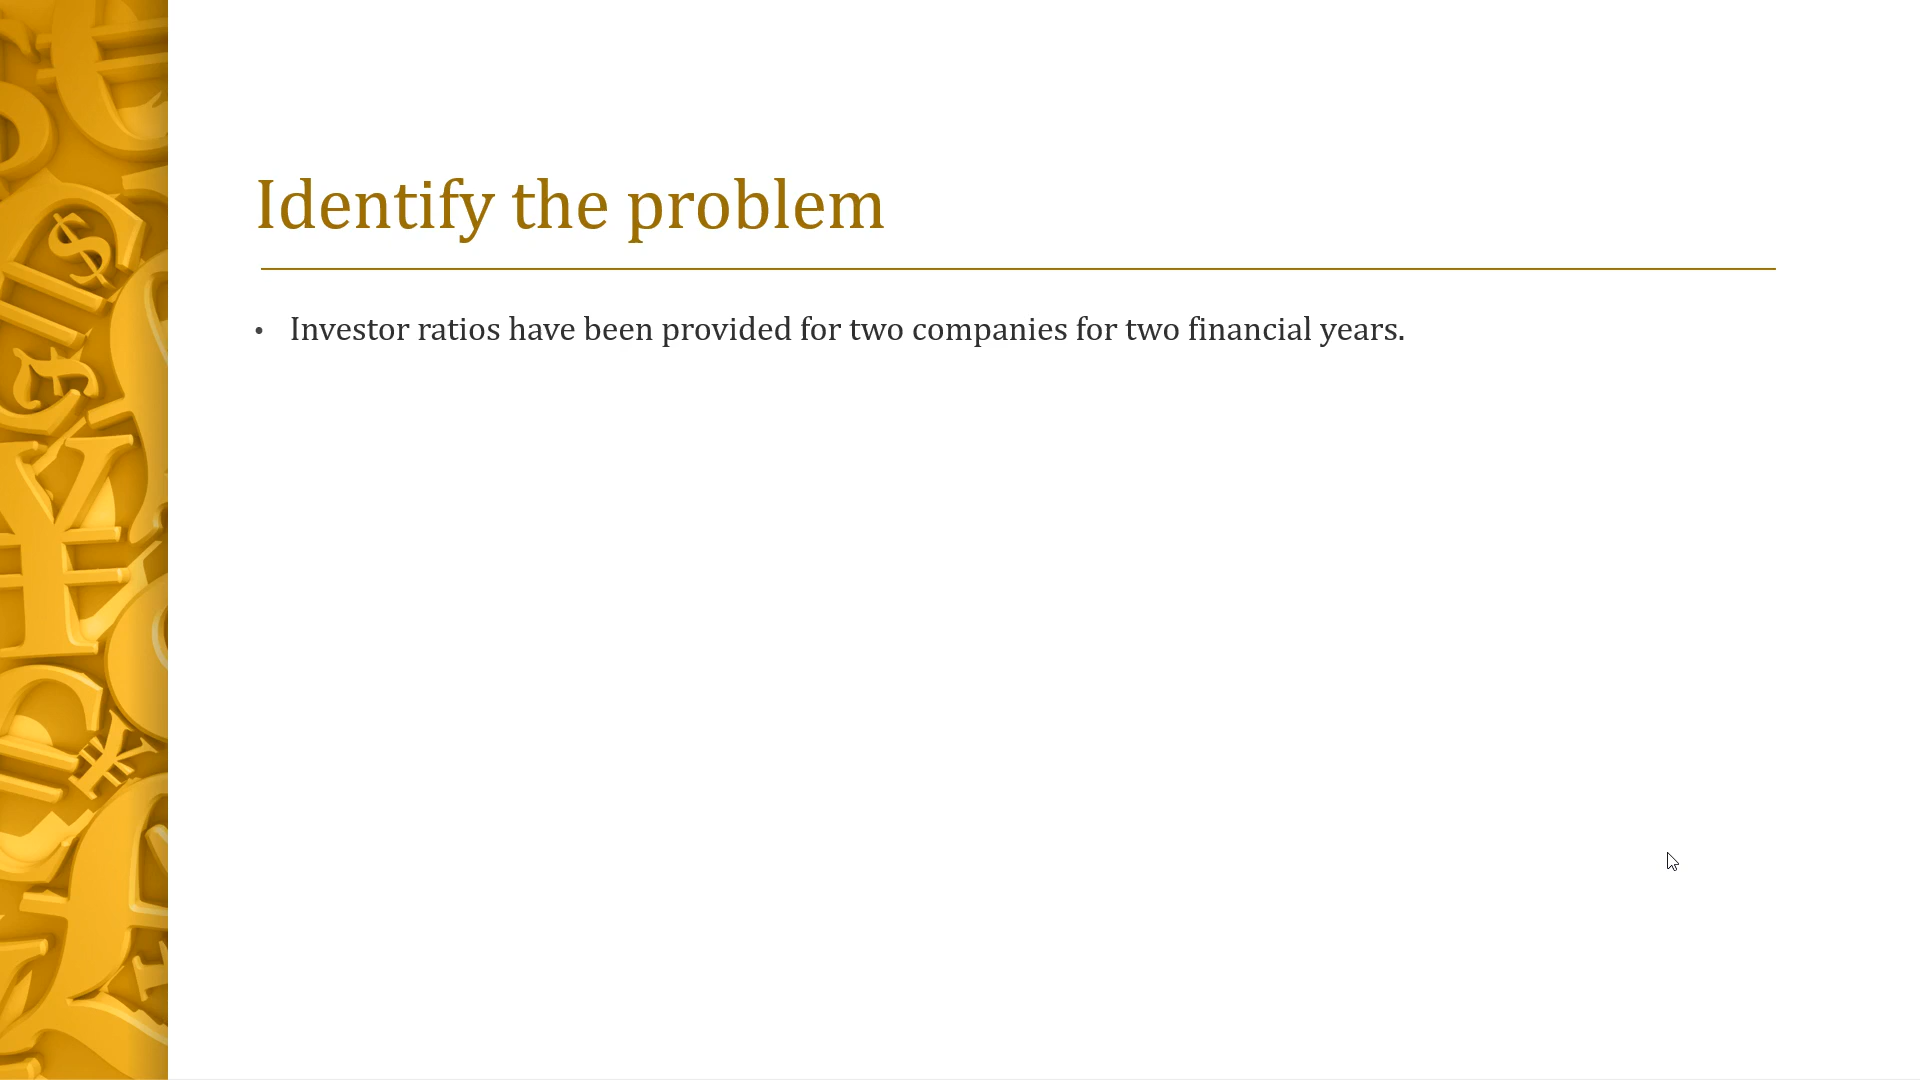 Identify the problem
• Investor ratios have been provided for two companies for two financial years.